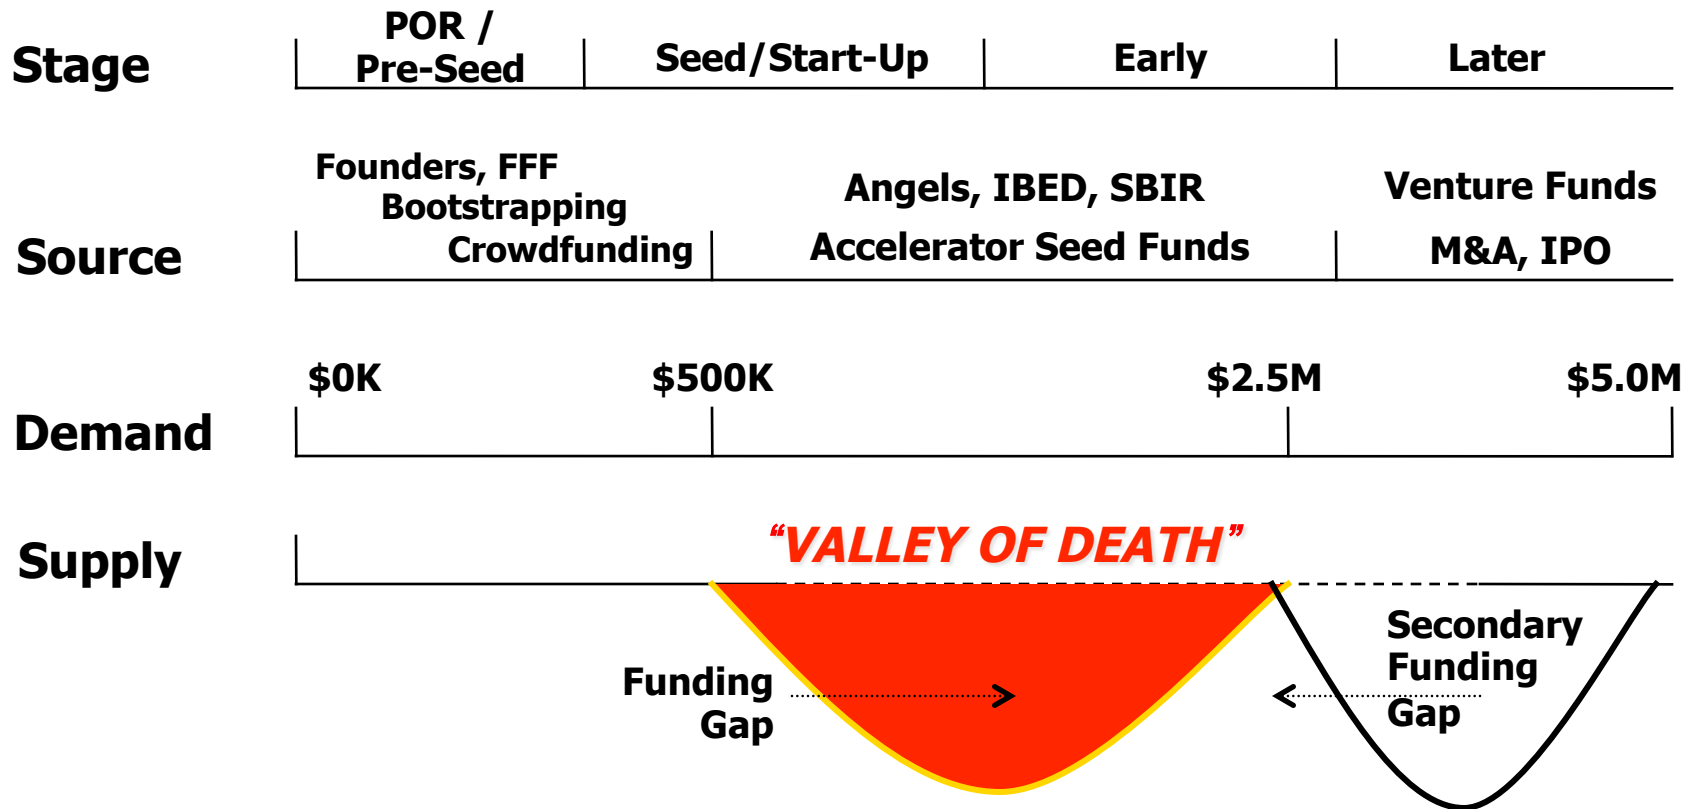 Stage
POR /
Pre-Seed
Seed/Start-Up
Early
Later
Source
Founders, FFF
Bootstrapping
Crowdfunding
Angels, IBED, SBIR
Accelerator Seed Funds
Venture Funds
M&A, IPO
Demand
$0K
$500K
$2.5M
$5.0M
Supply
“VALLEY OF DEATH”
Funding
Gap
Secondary
Funding
Gap